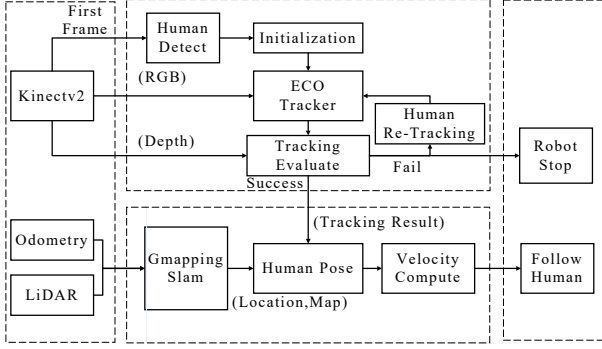 First
Frame
Human
Detect
Initialization
(RGB)
Kinectv2
ECO
Tracker
Human
Re-Tracking
(Depth)
Tracking
Evaluate
Fail
Robot
Stop
Success
(Tracking Result)
Odometry
Gmapping
Slam
Human Pose
Velocity
Compute
Follow
Human
LiDAR
(Location,Map)